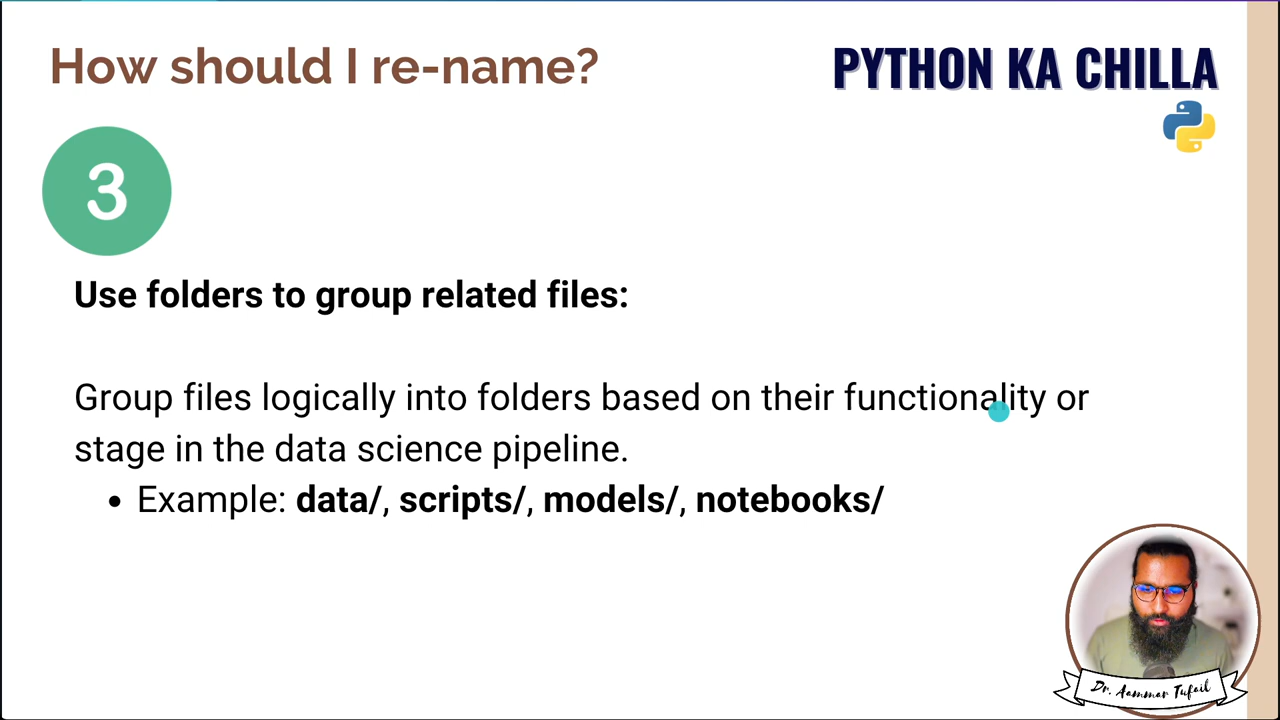 How should I re-name?
PYTHON KA CHILLA
3
Use folders to group related files:
Group files logically into folders based on their functionality or
stage in the data science pipeline.
• Example: data/, scripts/, models/, notebooks/
Dr. Aammar Tufail